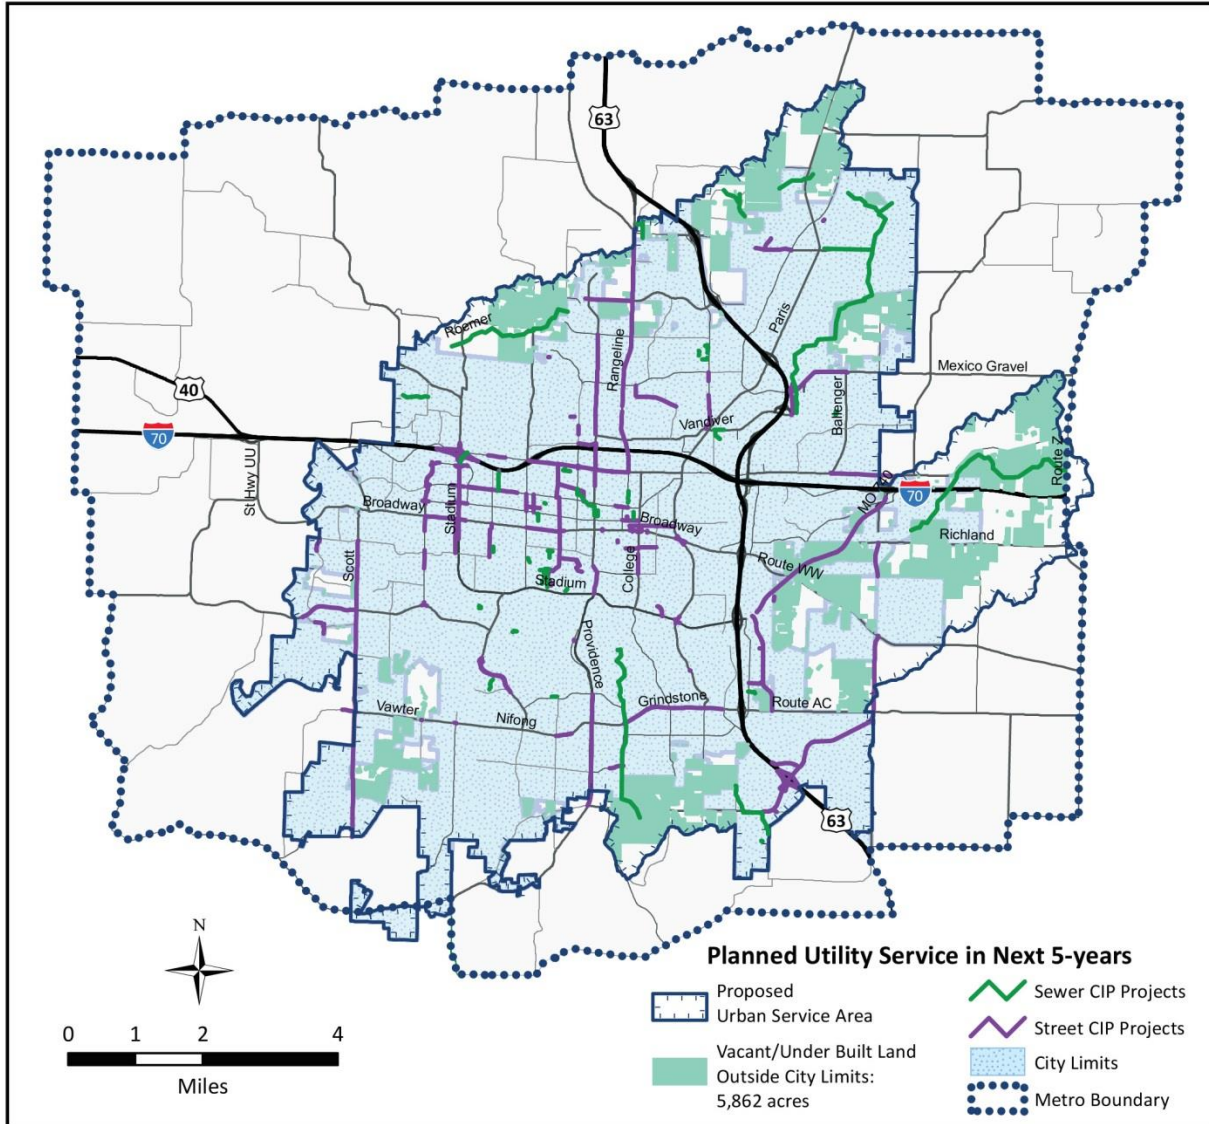 63
Roemer
Rangeline
Paris
Mexico Gravel
40
70
Vandiver
Ballenger
St Hwy UU
Route Z
70
Broadway
Stadium
Broadway
Richland
Scott
Stadium
College
Route WW
Providence
Vawter
Nifong
Grindstone
Route AC
63
N
Planned Utility Service in Next 5-years
Proposed
Urban Service Area
Vacant/Under Built Land
Outside City Limits:
5,862 acres
Sewer CIP Projects
Street CIP Projects
City Limits
Metro Boundary
0 1 2 4
Miles